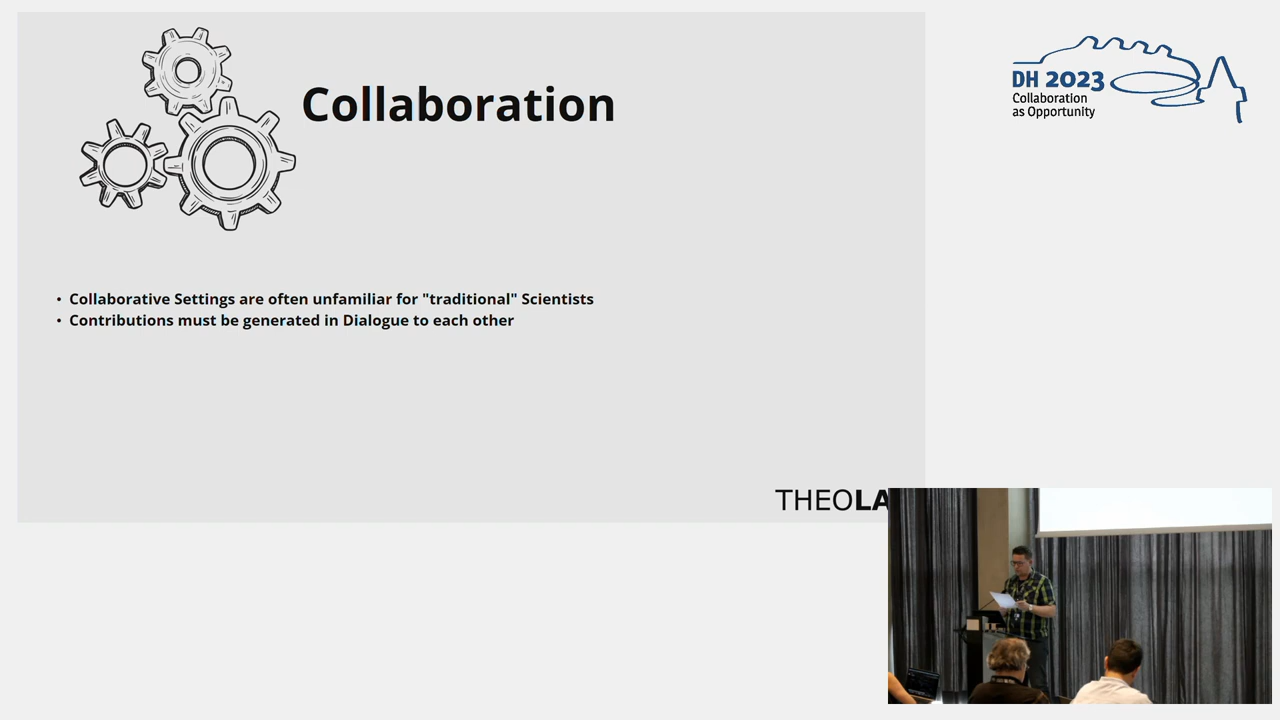 Collaboration
DH 2023
Collaboration
as Opportunity
• Collaborative Settings are often unfamiliar for "traditional" Scientists
• Contributions must be generated in Dialogue to each other
THEOLA